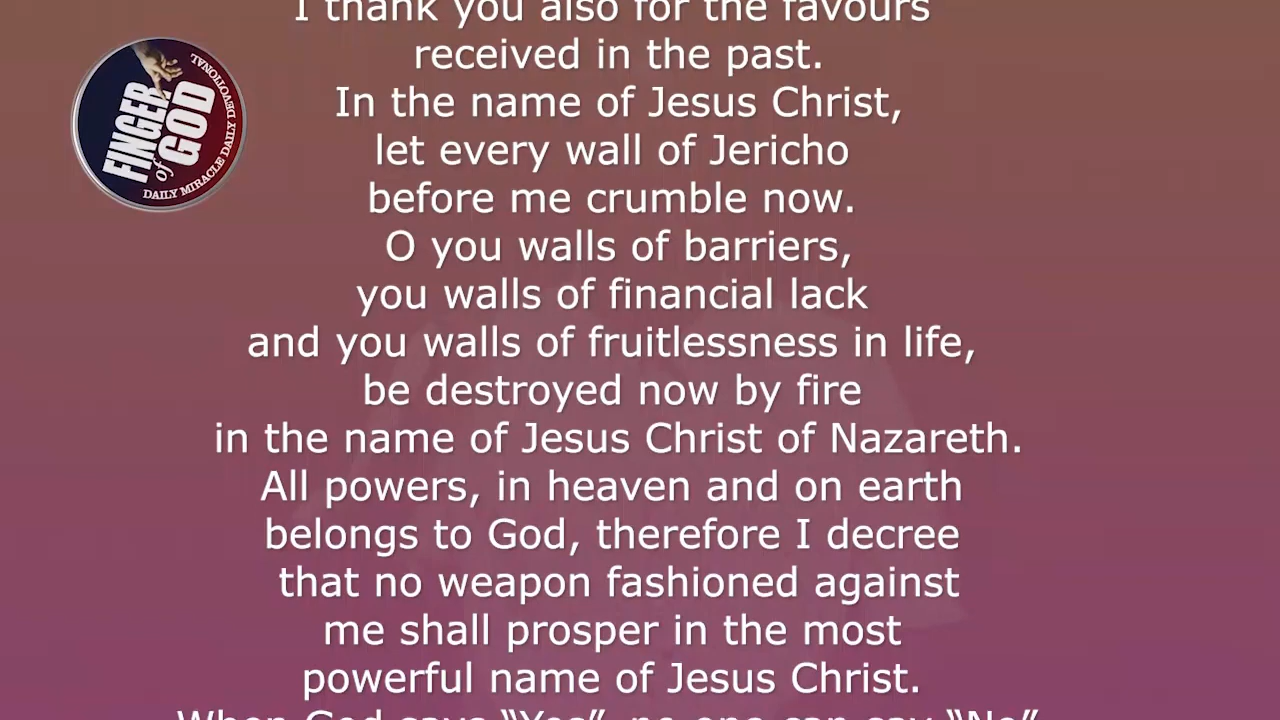 I thank you also for the favours
received in the past.
In the name of Jesus Christ,
let every wall of Jericho
before me crumble now.
O you walls of barriers,
you walls of financial lack
and you walls of fruitlessness in life,
be destroyed now by fire
in the name of Jesus Christ of Nazareth.
All powers, in heaven and on earth
belongs to God, therefore I decree
that no weapon fashioned against
me shall prosper in the most
powerful name of Jesus Christ.
When God says “Yes”, no one can say “No”
FINGER
of
GOD
DAILY MIRACLE DAILY DEVOTIONAL